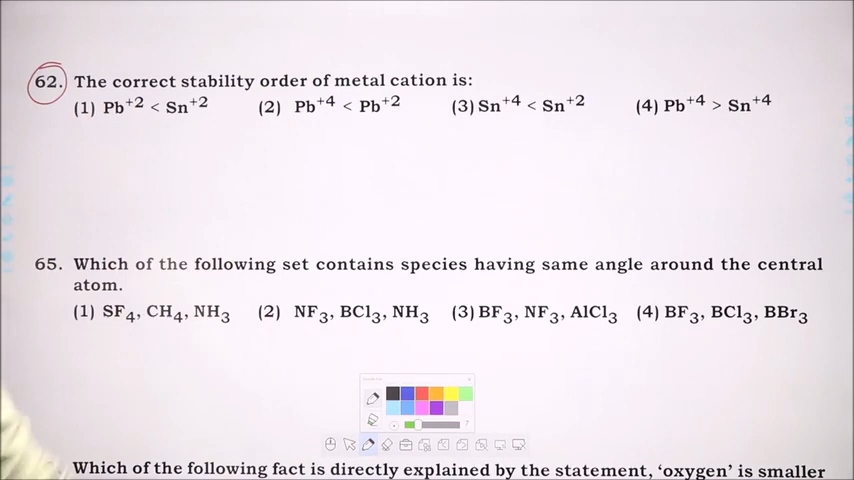 62. The correct stability order of metal cation is:
(1) Pb⁺² < Sn⁺² (2) Pb⁺⁴ < Pb⁺² (3) Sn⁺⁴ < Sn⁺² (4) Pb⁺⁴ > Sn⁺⁴
65. Which of the following set contains species having same angle around the central
atom.
(1) SF₄, CH₄, NH₃ (2) NF₃, BCl₃, NH₃ (3) BF₃, NF₃, AlCl₃ (4) BF₃, BCl₃, BBr₃
7
Which of the following fact is directly explained by the statement, ‘oxygen’ is smaller